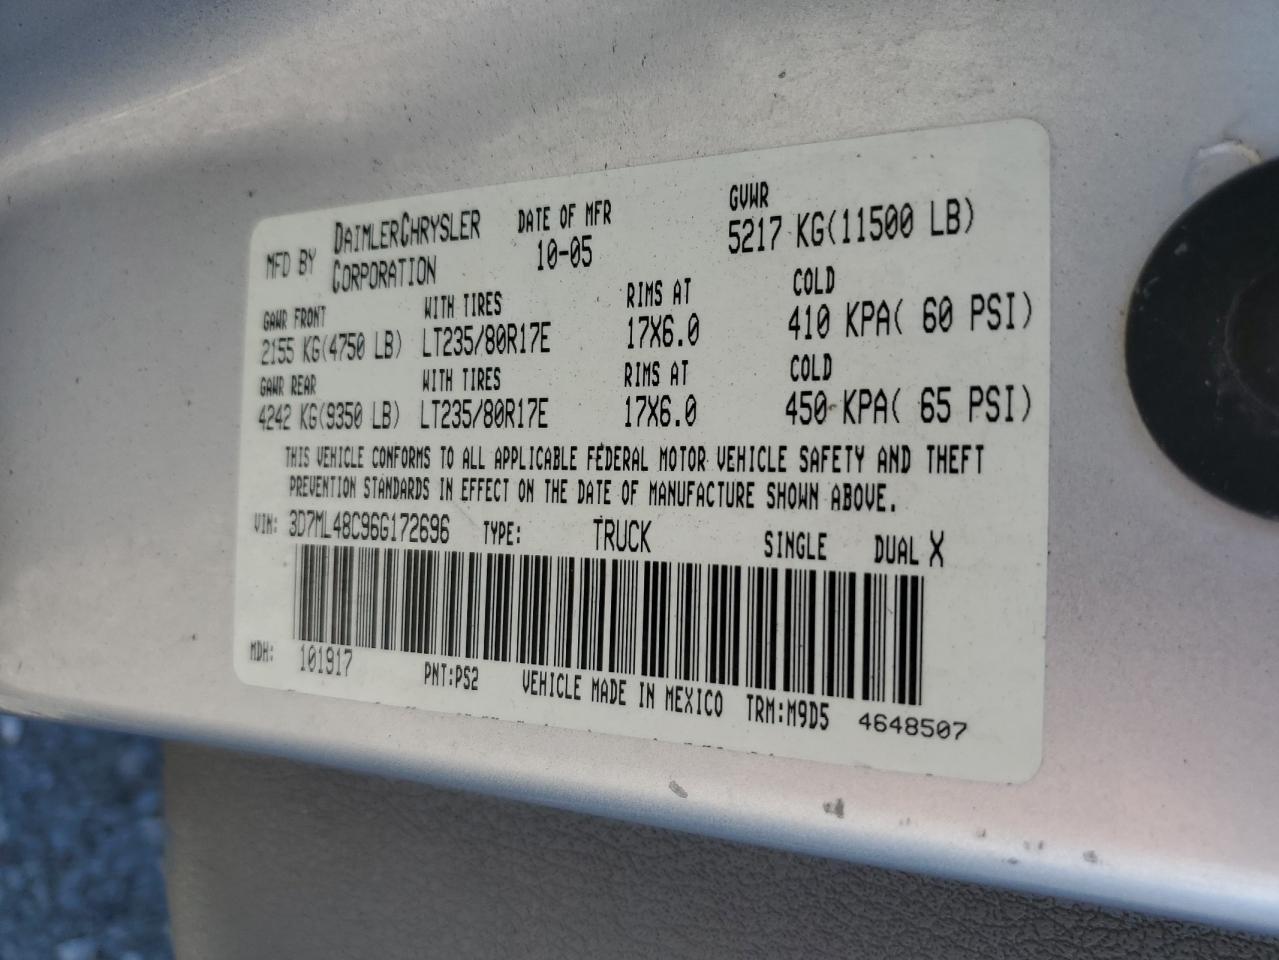 MFD BY DAIMLERCHRYSLER CORPORATION DATE OF MFR 10-05 GVWR 5217 KG(11500 LB)
GAWR FRONT WITH TIRES RIMS AT COLD
2155 KG(4750 LB) LT235/80R17E 17X6.0 410 KPA( 60 PSI)
GAWR REAR WITH TIRES RIMS AT COLD
4242 KG(9350 LB) LT235/80R17E 17X6.0 450 KPA( 65 PSI)
THIS VEHICLE CONFORMS TO ALL APPLICABLE FEDERAL MOTOR VEHICLE SAFETY AND THEFT
PREVENTION STANDARDS IN EFFECT ON THE DATE OF MANUFACTURE SHOWN ABOVE.
VIN: 3D7ML48C96G172696 TYPE: TRUCK SINGLE DUAL X
MDH: 101917 PNT:PS2 VEHICLE MADE IN MEXICO TRM:M9D5 4648507